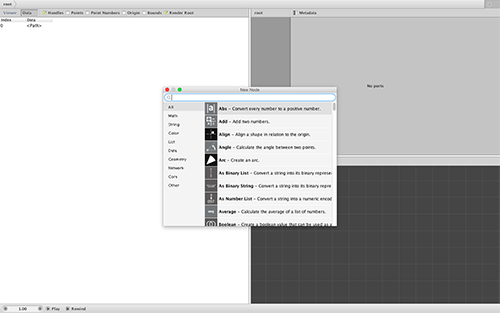 root
root
Viewer Data Handles Points Point Numbers Origin Bounds Render Root
Metadata
Index Data
0 <Path>
No ports
New Node
All
Math
String
Color
List
Data
Geometry
Network
Core
Other
Abs – Convert every number to a positive number.
Add – Add two numbers.
Align – Align a shape in relation to the origin.
Angle – Calculate the angle between two points.
Arc – Create an arc.
As Binary List – Convert a string into its binary represe
As Binary String – Convert a string into its binary repre
As Number List – Convert a string into a numeric encod
Average – Calculate the average of a list of numbers.
Boolean – Create a boolean value that can be used as a
1.00 Play Rewind